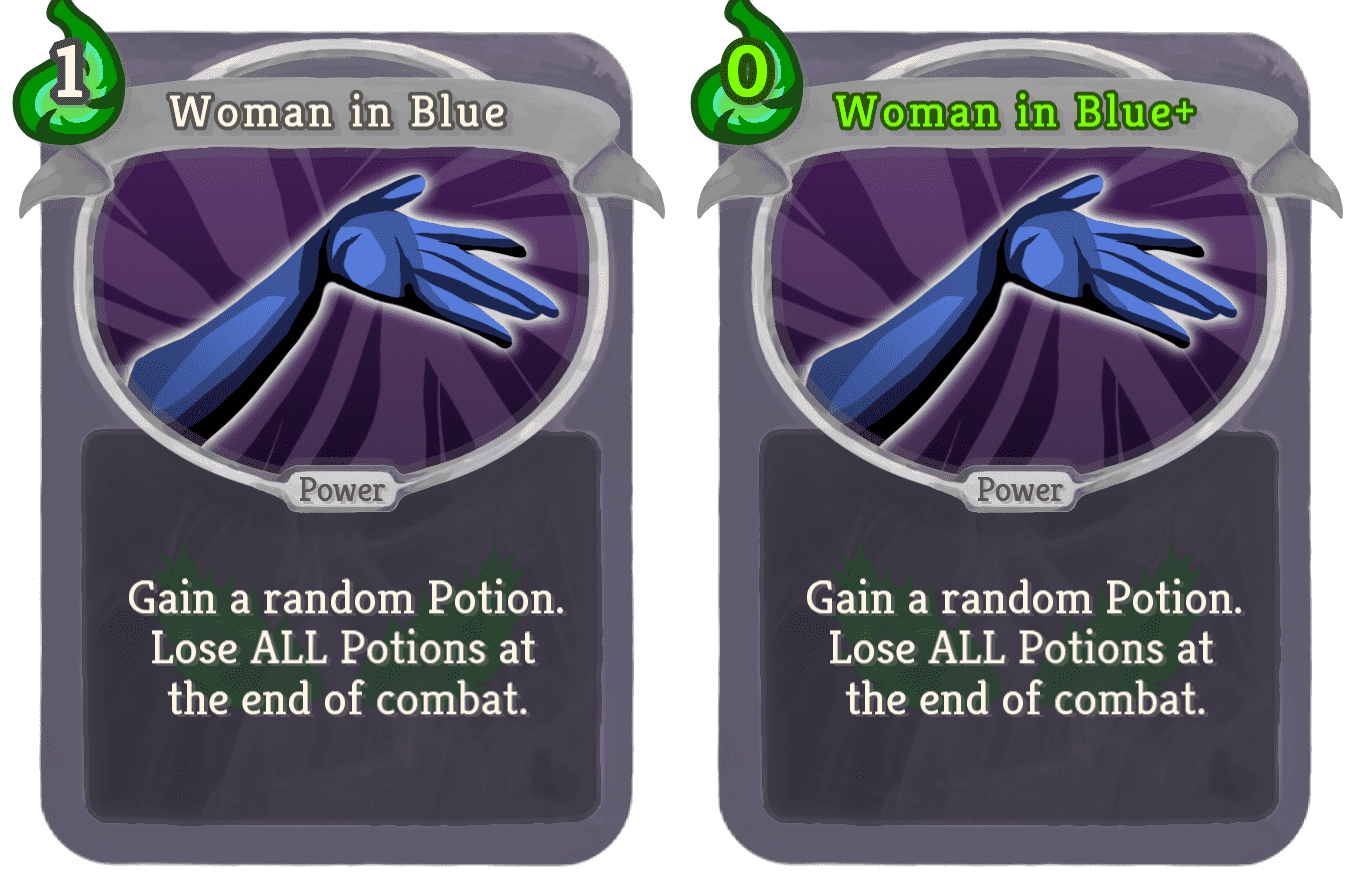 1
Woman in Blue
Power
Gain a random Potion.
Lose ALL Potions at
the end of combat.
0
Woman in Blue+
Power
Gain a random Potion.
Lose ALL Potions at
the end of combat.